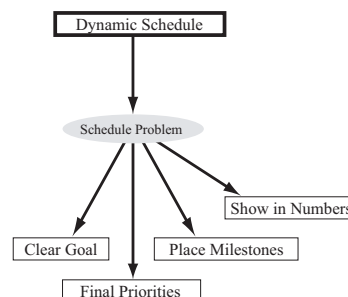 Dynamic Schedule
Schedule Problem
Show in Numbers
Clear Goal
Place Milestones
Final Priorities